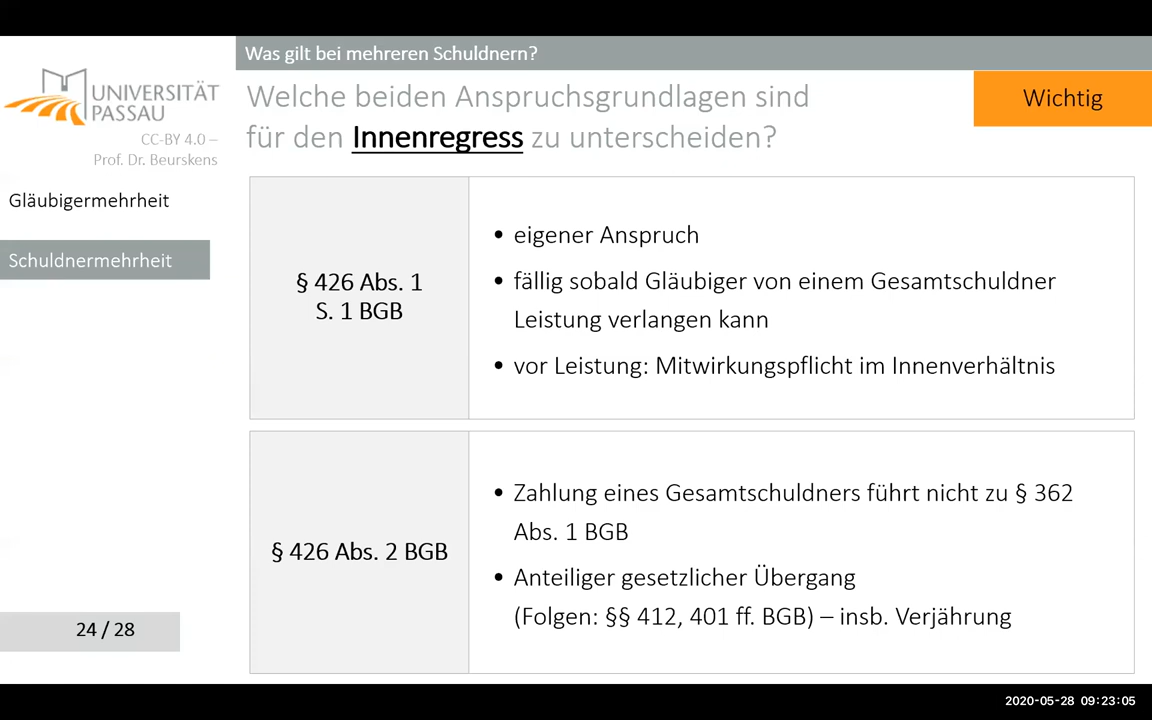 Was gilt bei mehreren Schuldnern?
UNIVERSITÄT
PASSAU
CC-BY 4.0 –
Prof. Dr. Beurskens
Welche beiden Anspruchsgrundlagen sind
für den Innenregress zu unterscheiden?
Wichtig
Gläubigermehrheit
Schuldnermehrheit
§ 426 Abs. 1
S. 1 BGB
• eigener Anspruch
• fällig sobald Gläubiger von einem Gesamtschuldner
Leistung verlangen kann
• vor Leistung: Mitwirkungspflicht im Innenverhältnis
§ 426 Abs. 2 BGB
• Zahlung eines Gesamtschuldners führt nicht zu § 362
Abs. 1 BGB
• Anteiliger gesetzlicher Übergang
(Folgen: §§ 412, 401 ff. BGB) – insb. Verjährung
24 / 28
2020-05-28 09:23:05